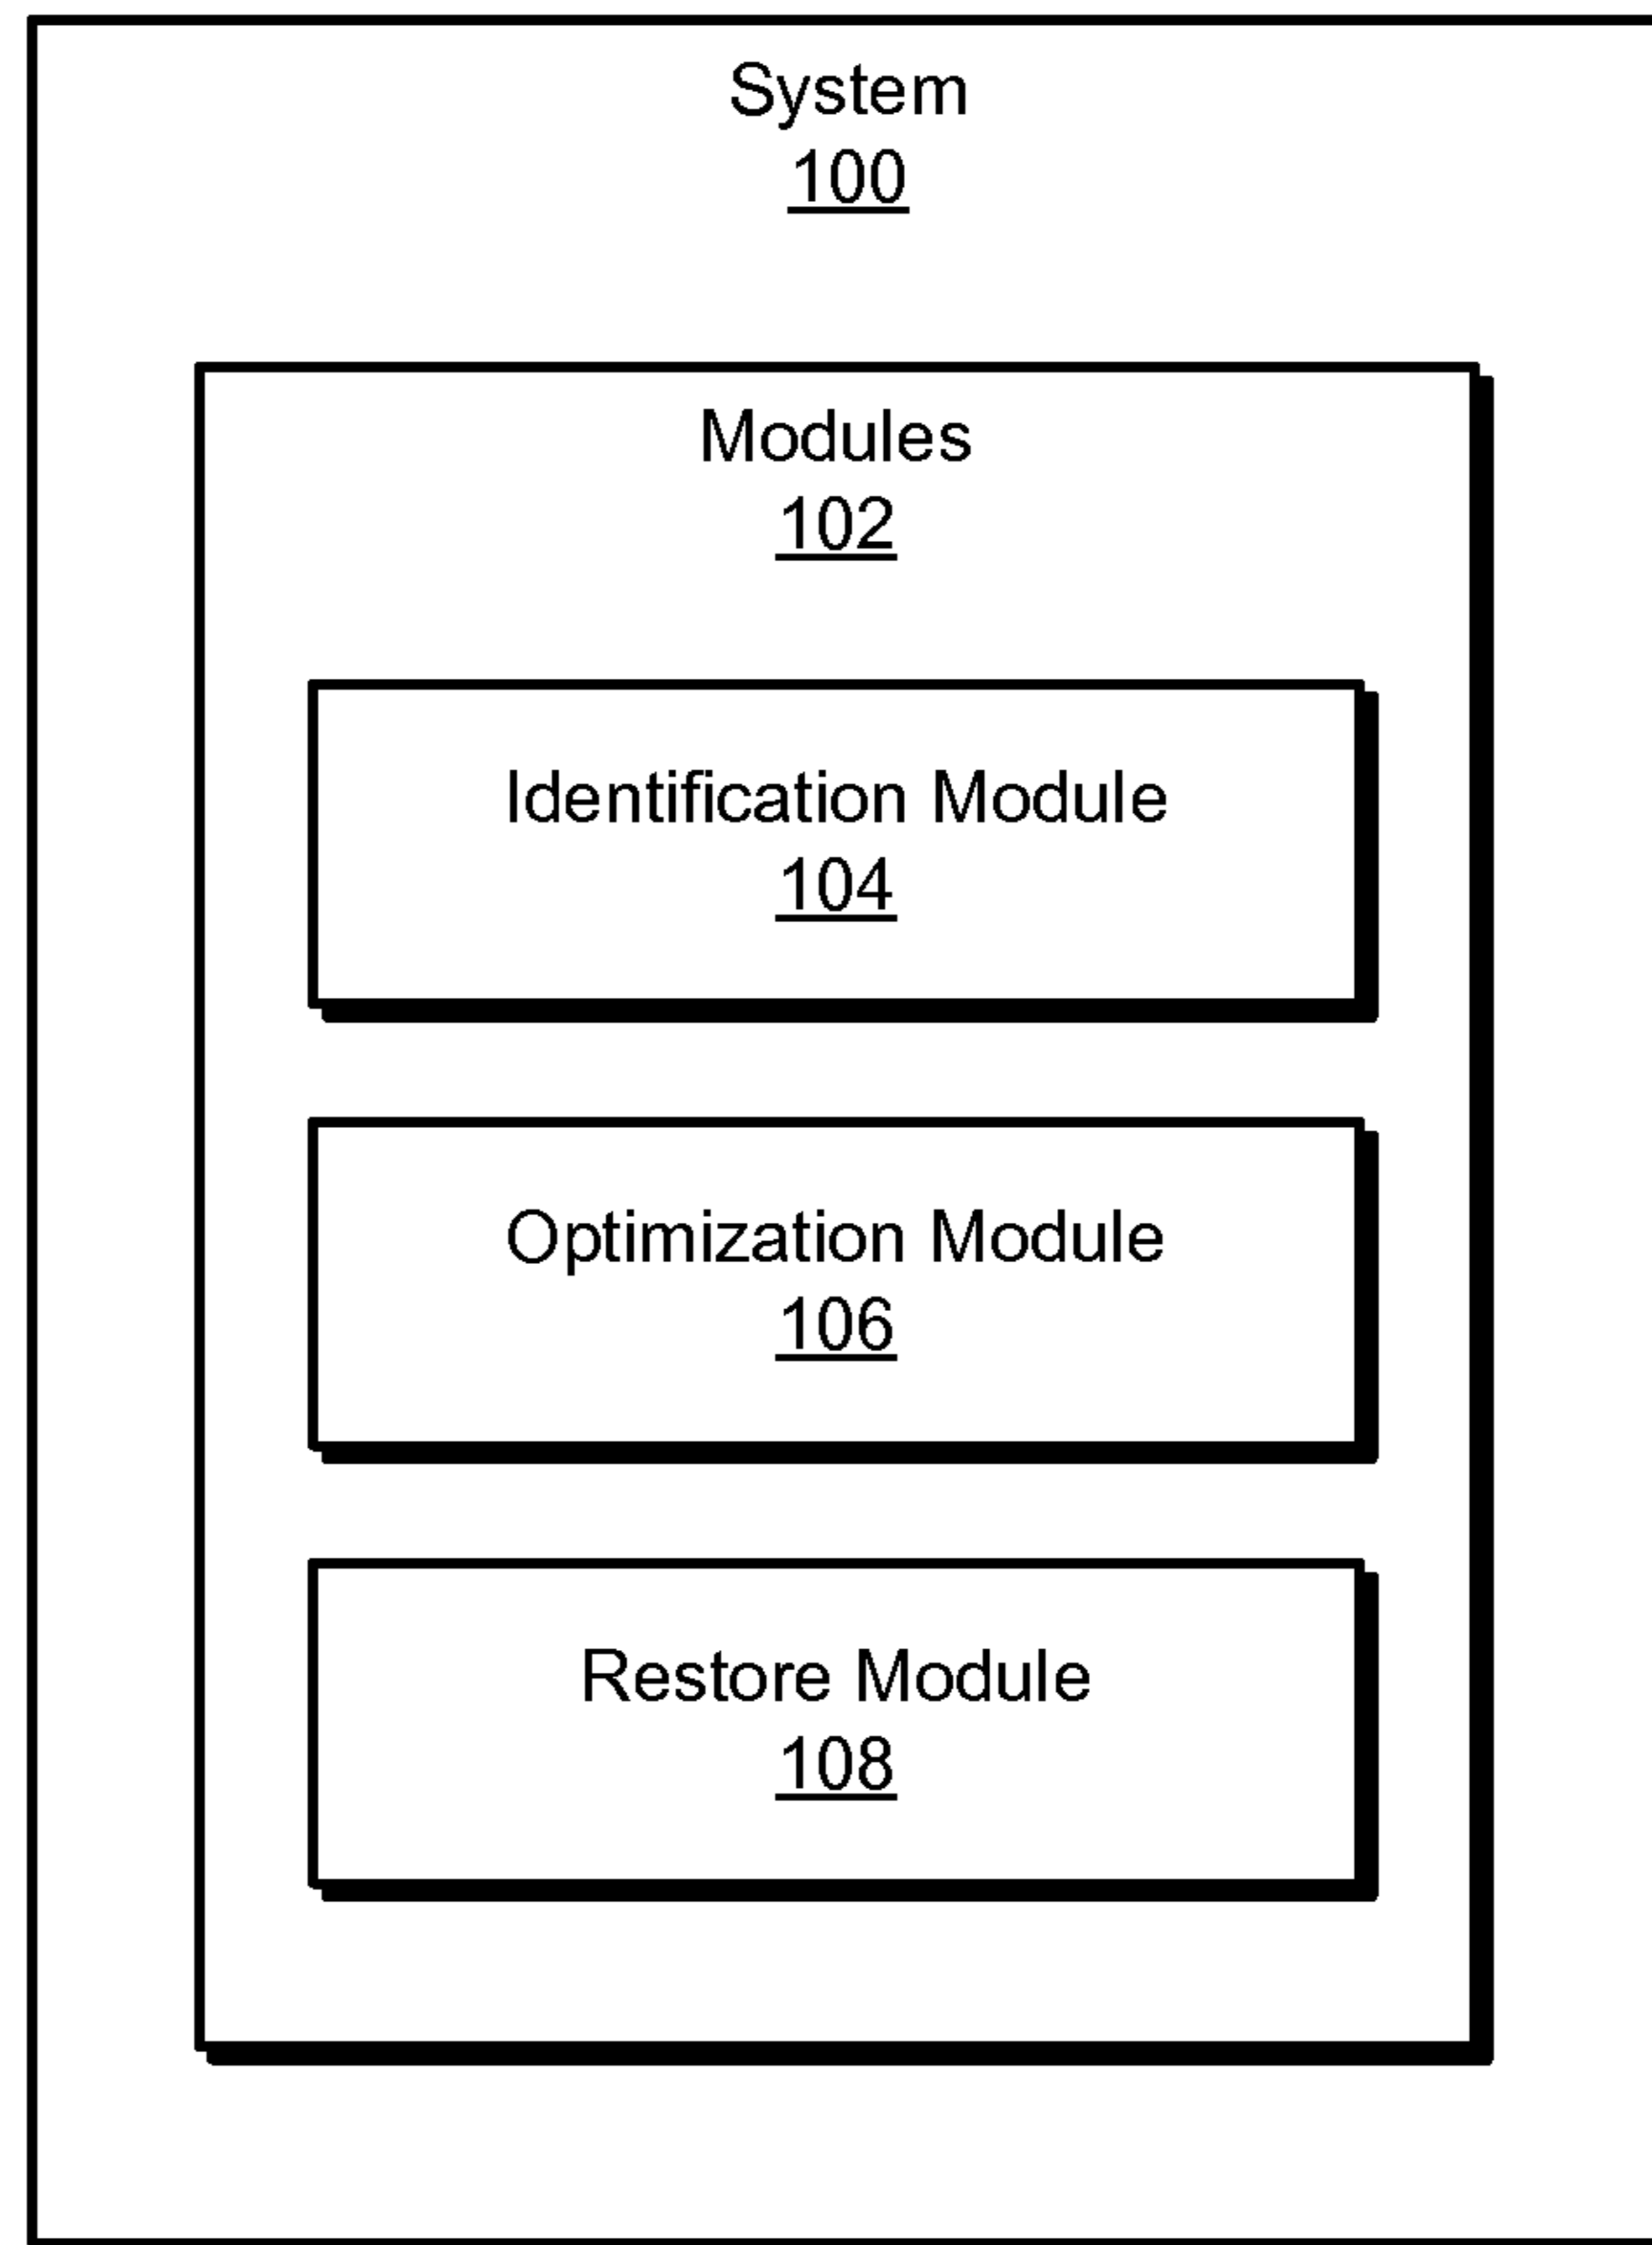 System
100
Modules
102
Identification Module
104
Optimization Module
106
Restore Module
108